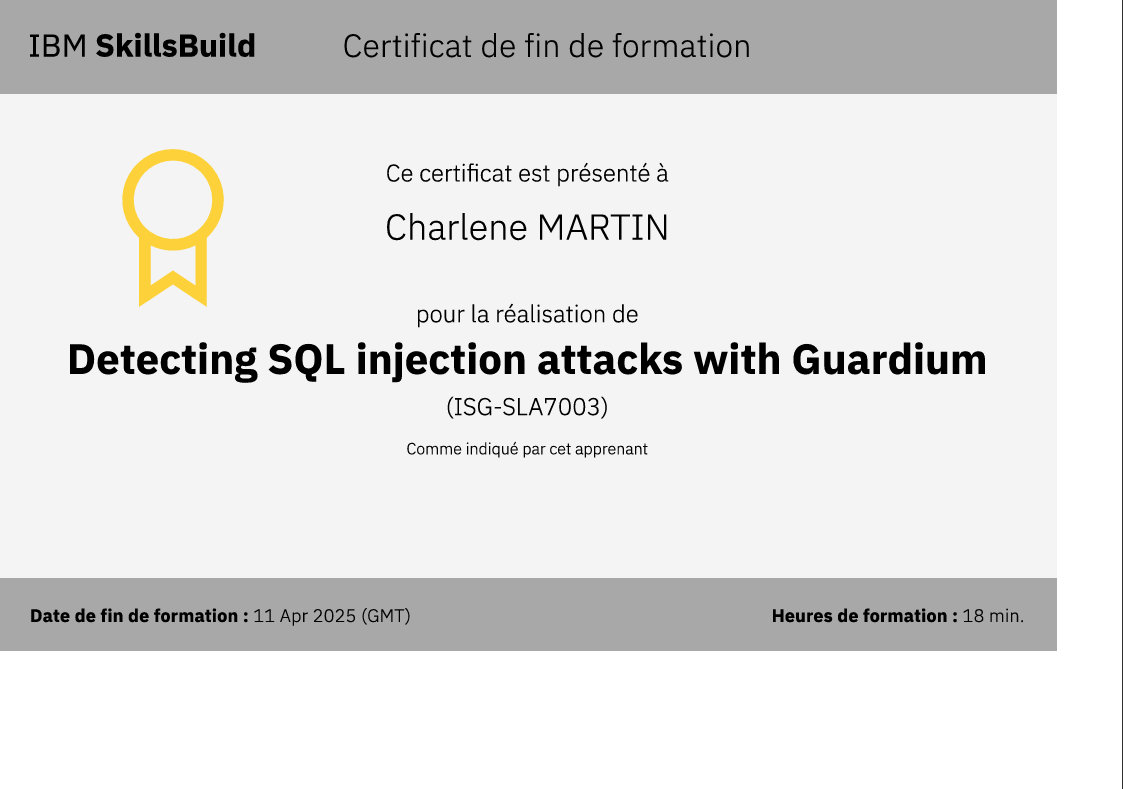 IBM SkillsBuild
Certificat de fin de formation
Ce certificat est présenté à
Charlene MARTIN
pour la réalisation de
Detecting SQL injection attacks with Guardium
(ISG-SLA7003)
Comme indiqué par cet apprenant
Date de fin de formation : 11 Apr 2025 (GMT)
Heures de formation : 18 min.